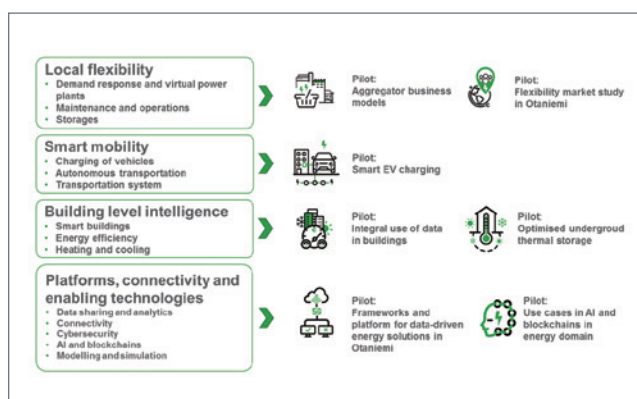 Local flexibility
• Demand response and virtual power
plants
• Maintenance and operations
• Storages
Pilot:
Aggregator business
models
Pilot:
Flexibility market study
in Otaniemi
Smart mobility
• Charging of vehicles
• Autonomous transportation
• Transportation system
Pilot:
Smart EV charging
Building level intelligence
• Smart buildings
• Energy efficiency
• Heating and cooling
Pilot:
Integral use of data
in buildings
Pilot:
Optimised undergroud
thermal storage
Platforms, connectivity and
enabling technologies
• Data sharing and analytics
• Connectivity
• Cybersecurity
• AI and blockchains
• Modelling and simulation
5G
Pilot:
Frameworks and
platform for data-driven
energy solutions in
Otaniemi
Pilot:
Use cases in AI and
blockchains in
energy domain